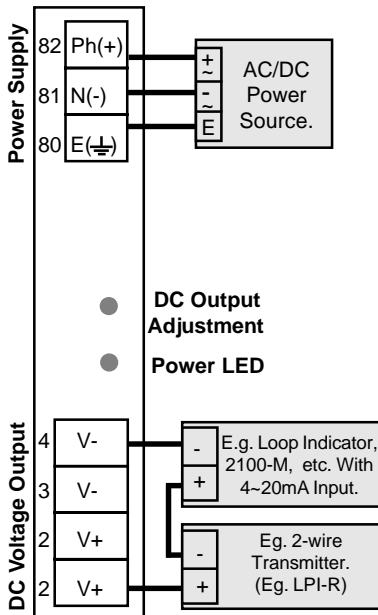 Power Supply
82 Ph(+)
81 N(-)
80 E(⏚)
+
~
-
~
E
AC/DC
Power
Source.
DC Output
Adjustment
Power LED
DC Voltage Output
4 V-
3 V-
2 V+
2 V+
-
+
E.g. Loop Indicator,
2100-M, etc. With
4~20mA Input.
-
+
Eg. 2-wire
Transmitter.
(Eg. LPI-R)